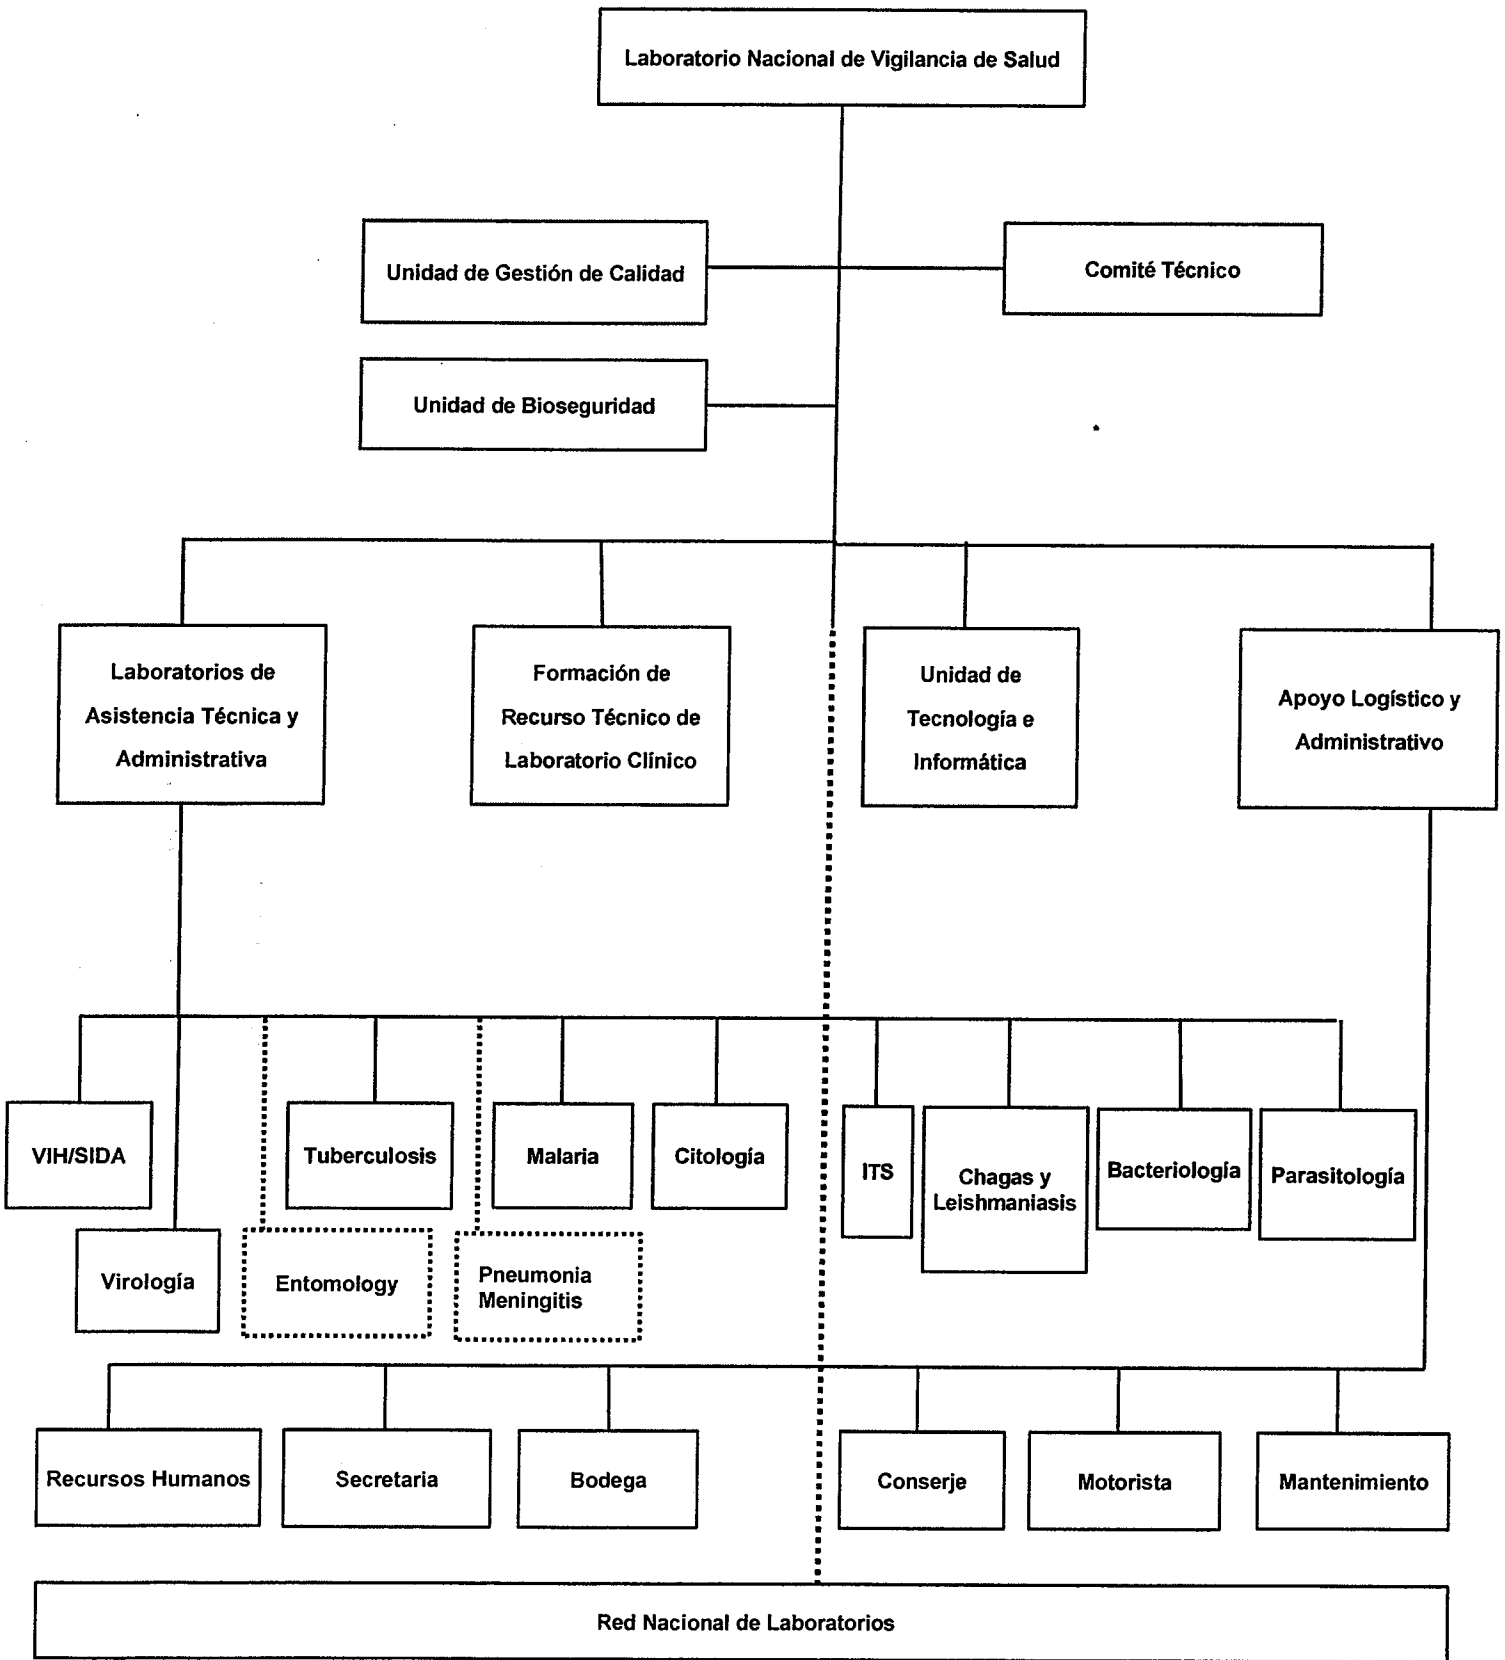 Laboratorio Nacional de Vigilancia de Salud
Unidad de Gestión de Calidad
Comité Técnico
Unidad de Bioseguridad
Laboratorios de
Asistencia Técnica y
Administrativa
Formación de
Recurso Técnico de
Laboratorio Clínico
Unidad de
Tecnología e
Informática
Apoyo Logístico y
Administrativo
VIH/SIDA
Tuberculosis
Malaria
Citología
ITS
Chagas y
Leishmaniasis
Bacteriología
Parasitología
Virología
Entomology
Pneumonia
Meningitis
Recursos Humanos
Secretaria
Bodega
Conserje
Motorista
Mantenimiento
Red Nacional de Laboratorios